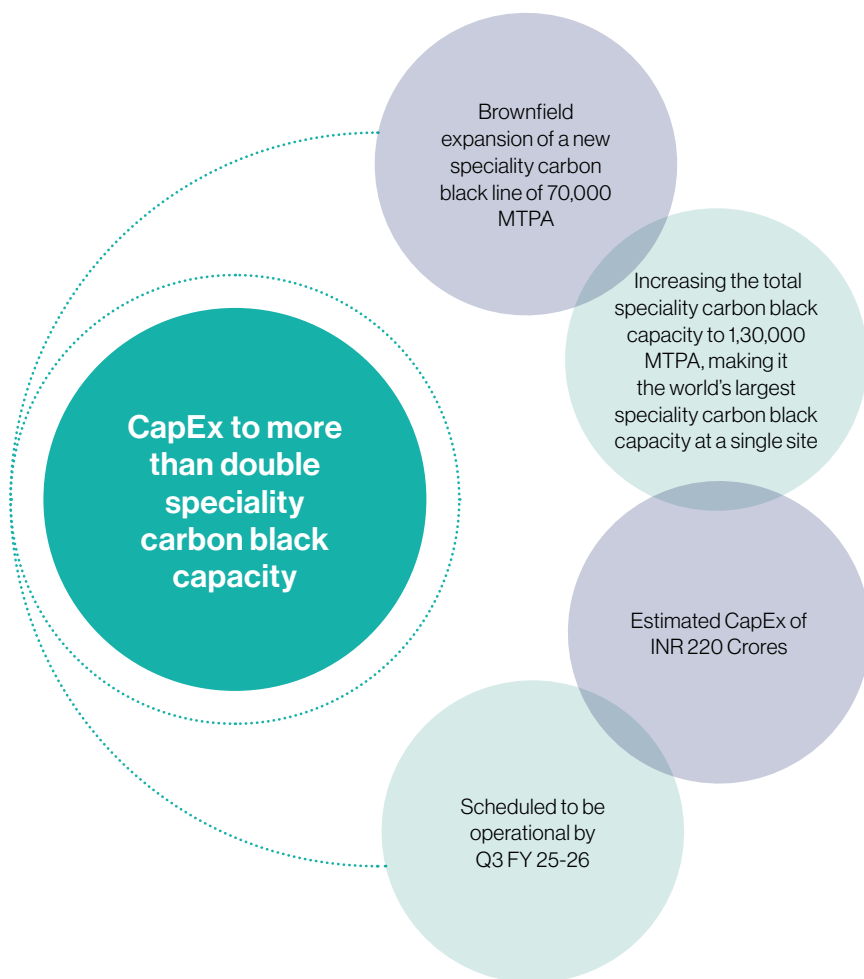 Brownfield
expansion of a new
speciality carbon
black line of 70,000
MTPA
Increasing the total
speciality carbon black
capacity to 1,30,000
MTPA, making it
the world's largest
speciality carbon black
capacity at a single site
CapEx to more
than double
speciality
carbon black
capacity
Estimated CapEx of
INR 220 Crores
Scheduled to be
operational by
Q3 FY 25-26